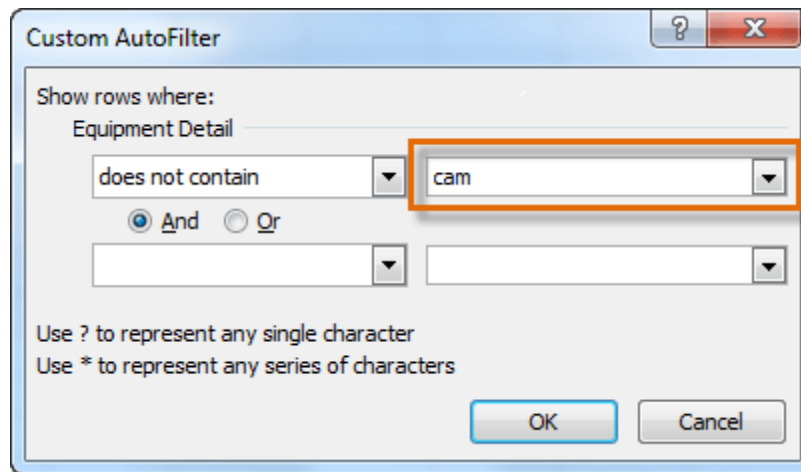 Custom AutoFilter
Show rows where:
Equipment Detail
does not contain cam
And Or
Use ? to represent any single character
Use * to represent any series of characters
OK Cancel